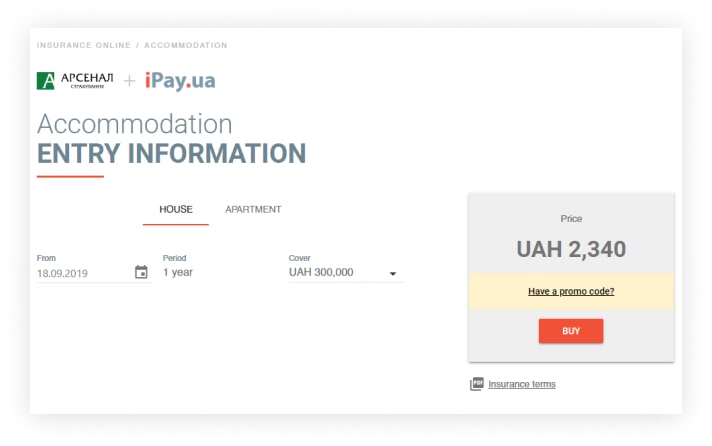 INSURANCE ONLINE / ACCOMMODATION
АРСЕНАЛ
СТРАХУВАННЯ
+
iPay.ua
Accommodation
ENTRY INFORMATION
HOUSE
APARTMENT
From
18.09.2019
Period
1 year
Cover
UAH 300,000
Price
UAH 2,340
Have a promo code?
BUY
PDF
Insurance terms